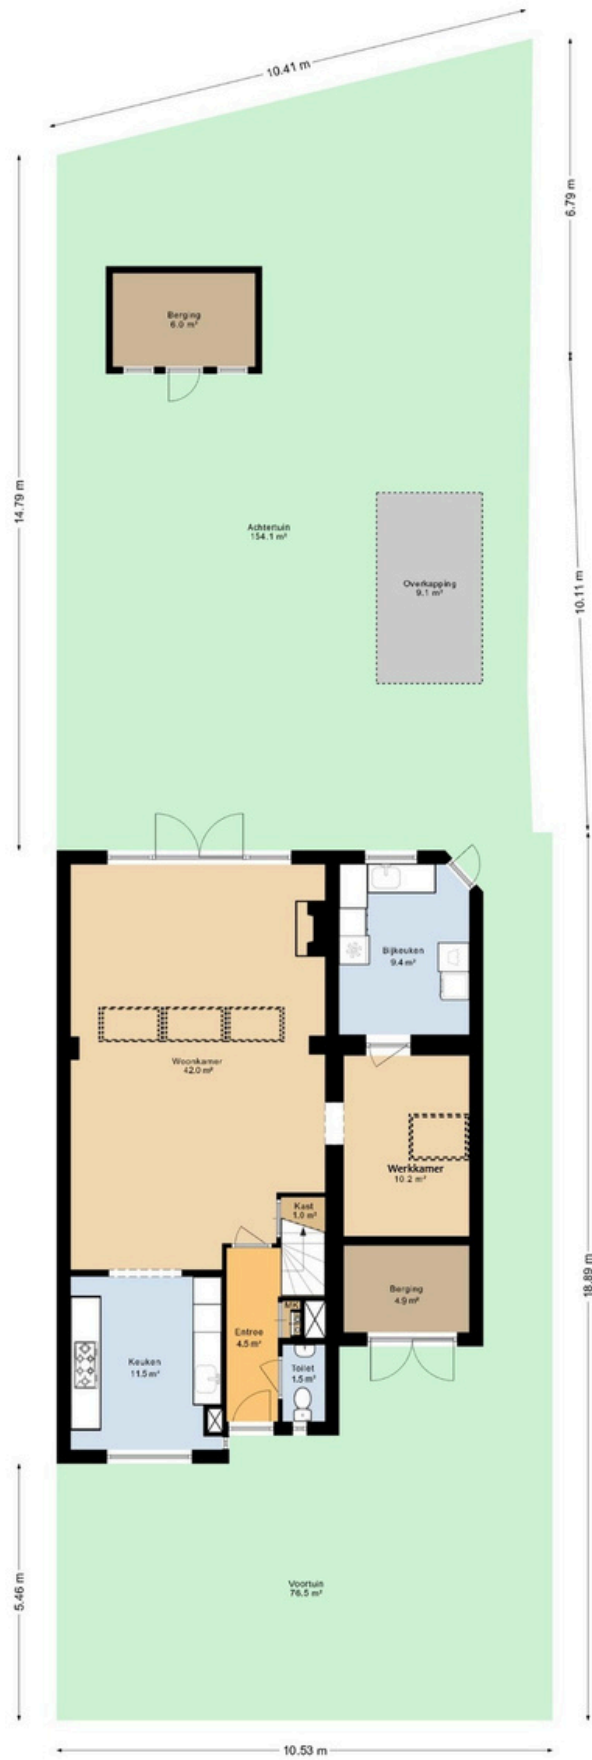 10.41 m
6.79 m
Berging
6.0 m²
14.79 m
Achtertuin
154.1 m²
Overkapping
9.1 m²
10.11 m
Bijkeuken
9.4 m²
Woonkamer
42.0 m²
Werkkamer
10.2 m²
Kast
1.0 m²
18.89 m
Berging
4.9 m²
MK
Entree
4.5 m²
Keuken
11.5 m²
Toilet
1.5 m²
5.46 m
Voortuin
76.5 m²
10.53 m